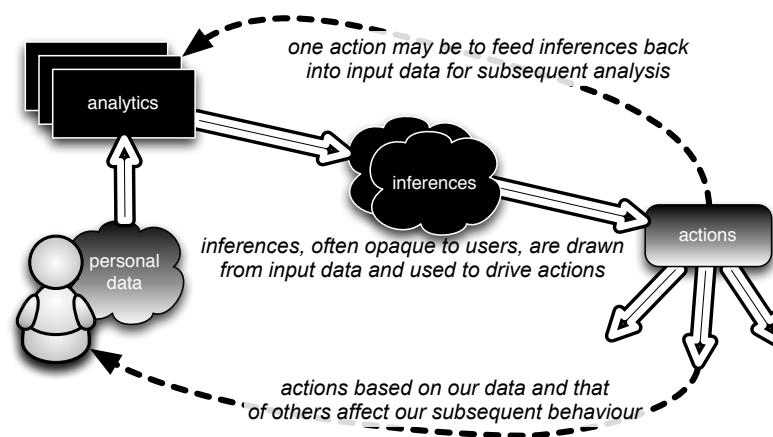 one action may be to feed inferences back
into input data for subsequent analysis
analytics
inferences
actions
inferences, often opaque to users, are drawn
from input data and used to drive actions
personal
data
actions based on our data and that
of others affect our subsequent behaviour